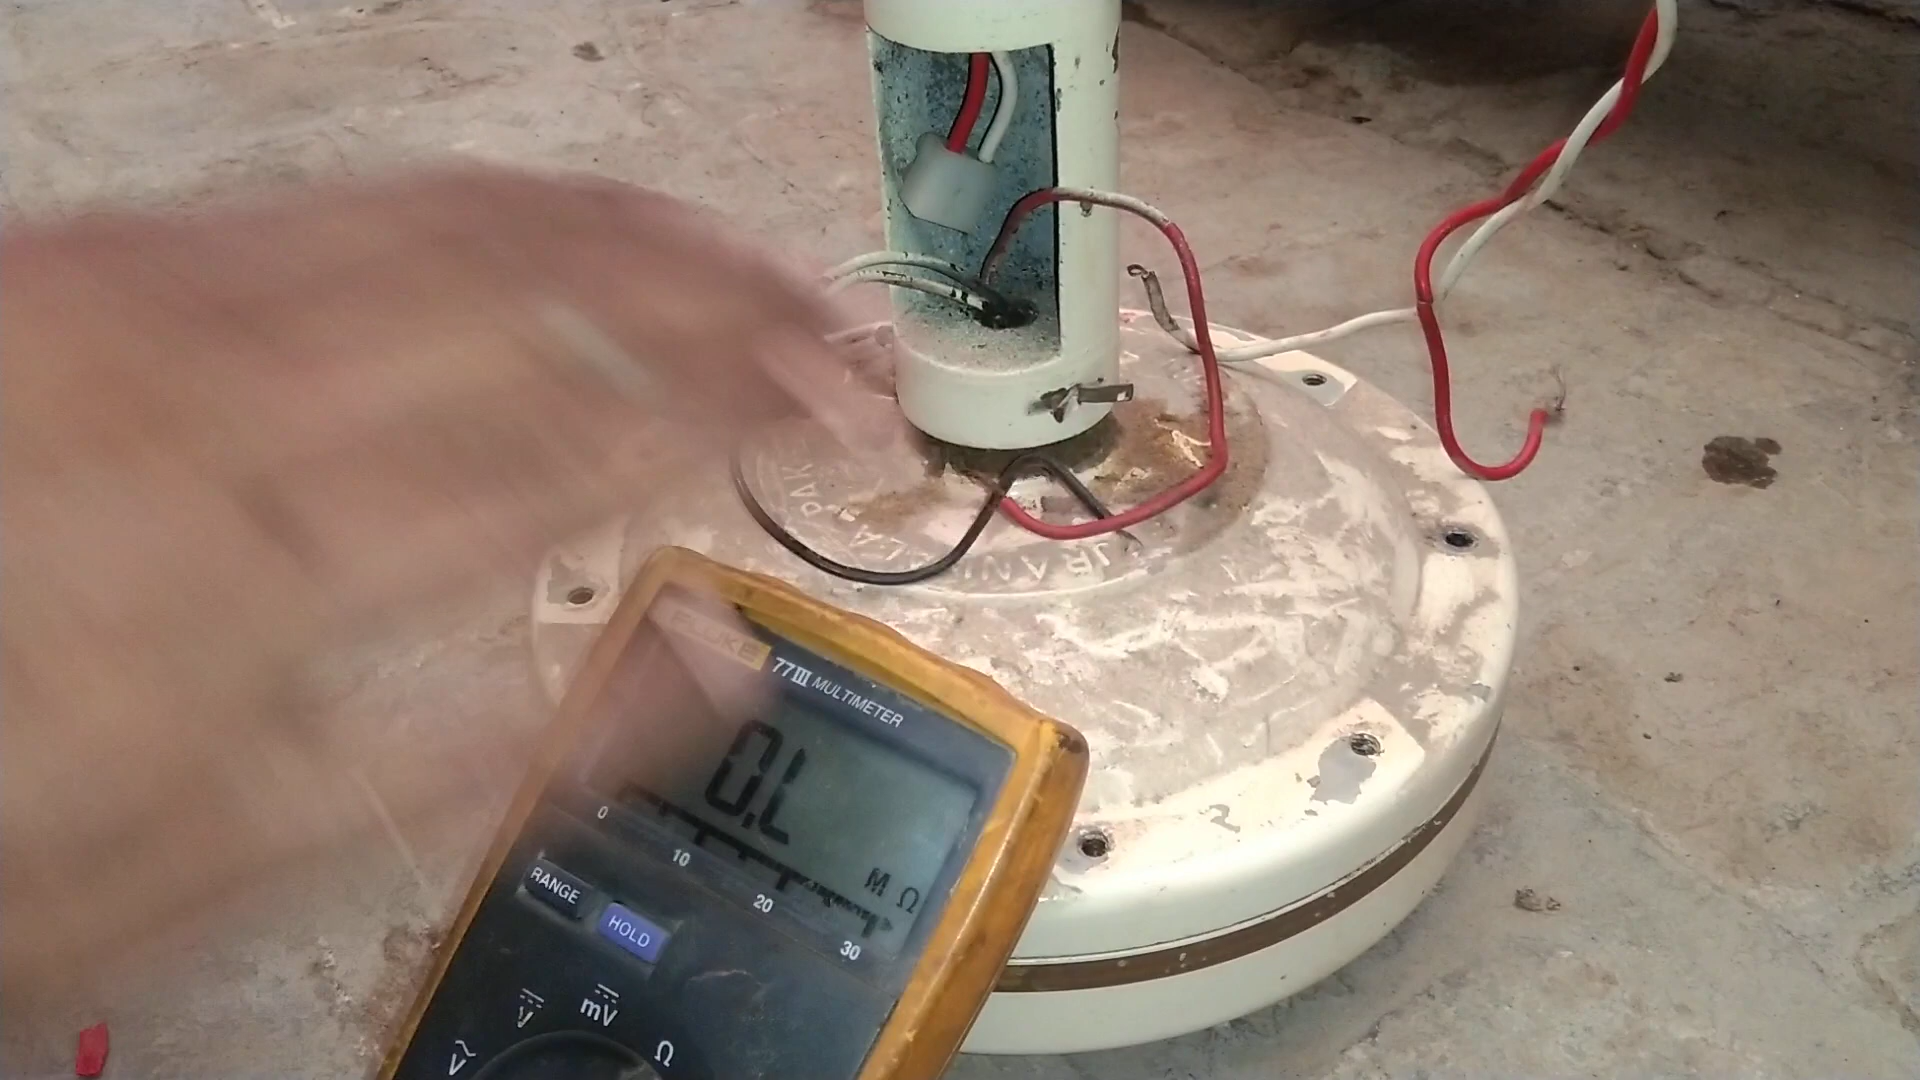 FLUKE
77III MULTIMETER
0.L
M Ω
0 10 20 30
RANGE
HOLD
mV
V
Ω
V
PAK